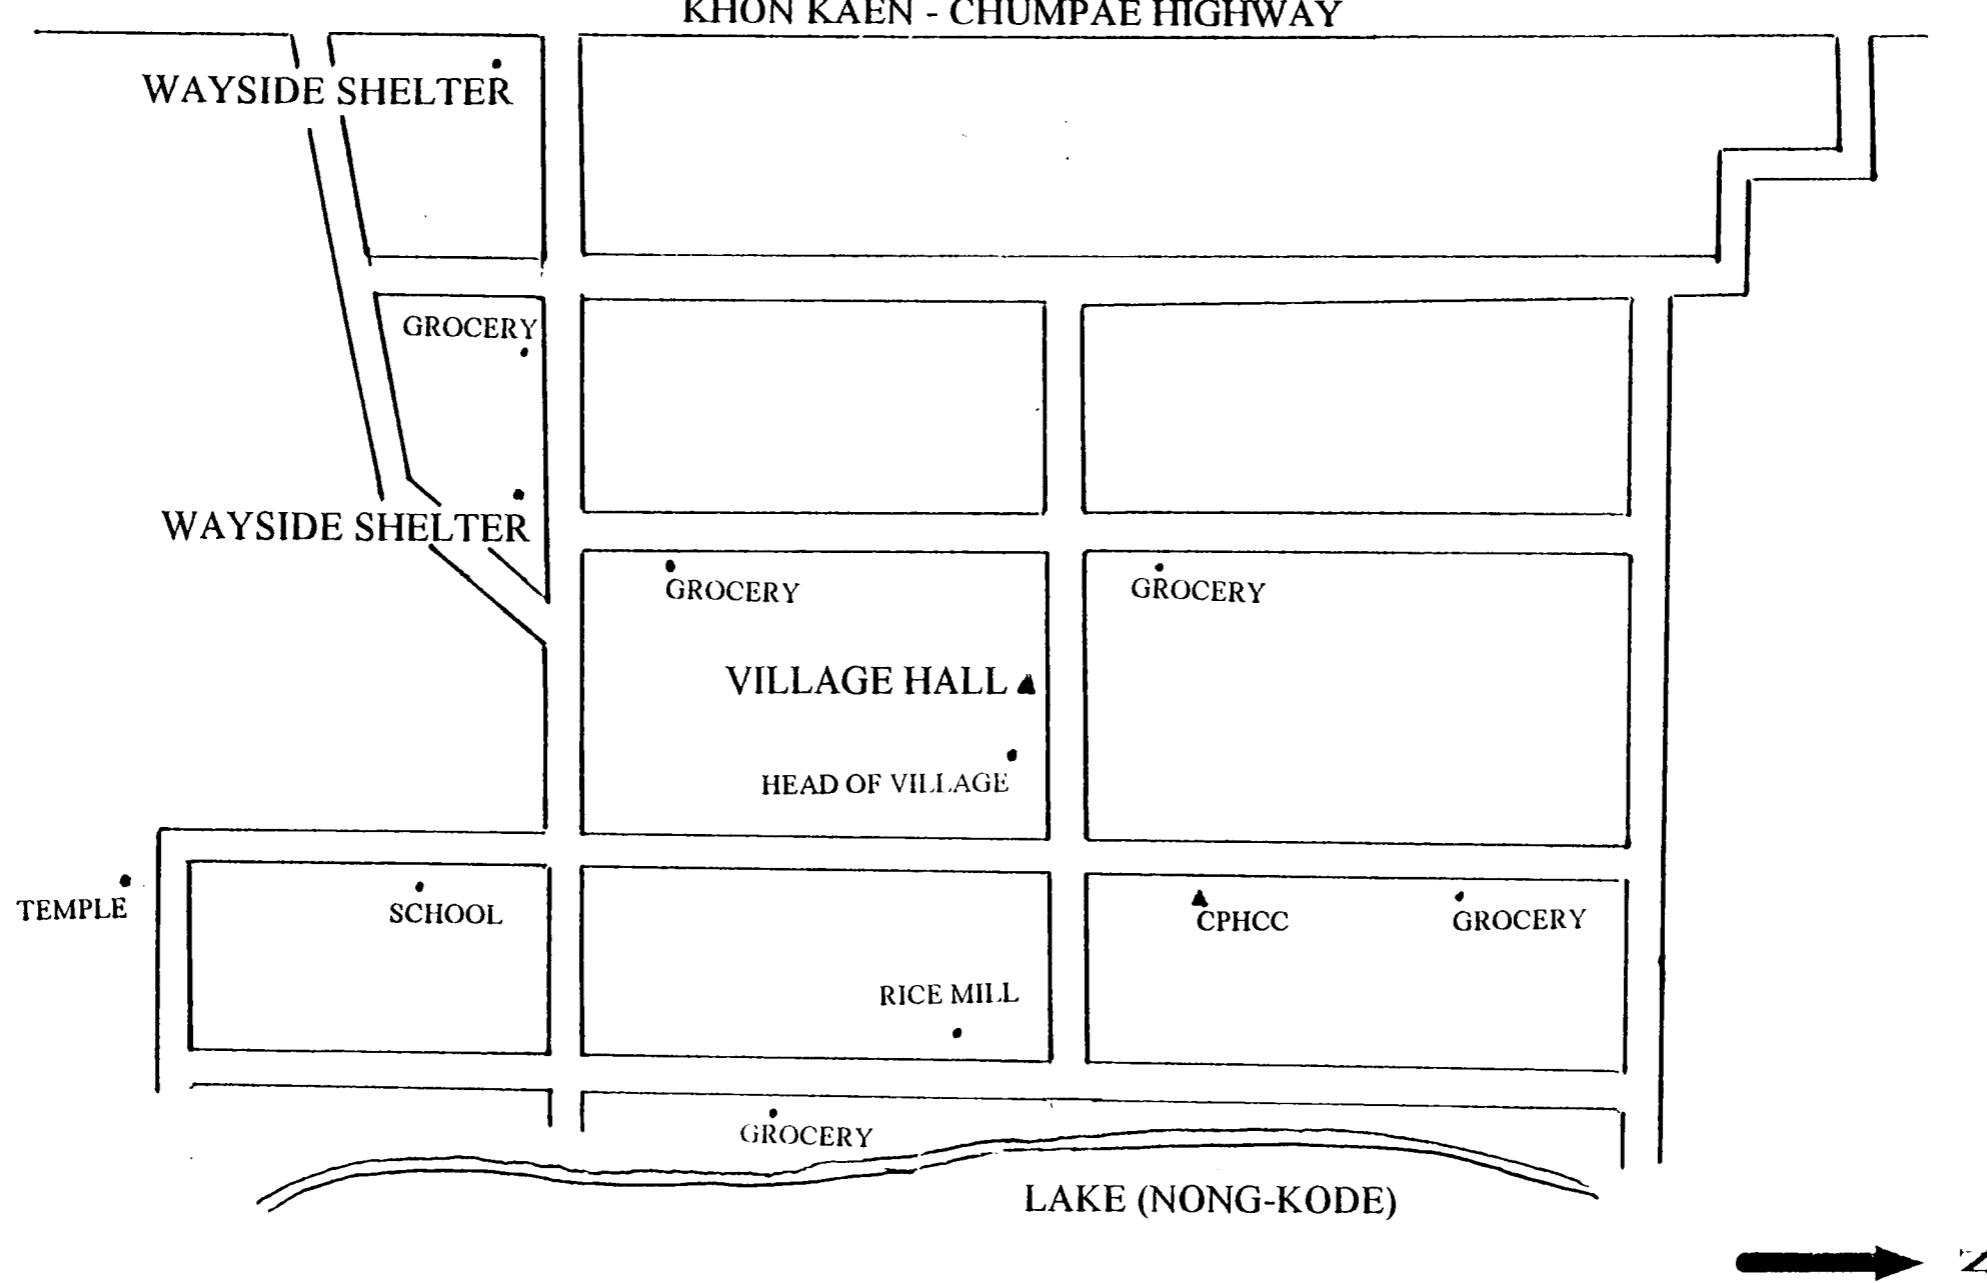 KHON KAEN - CHUMPAE HIGHWAY
WAYSIDE SHELTER
GROCERY
WAYSIDE SHELTER
GROCERY
GROCERY
VILLAGE HALL
HEAD OF VILLAGE
TEMPLE
SCHOOL
CPHCC
GROCERY
RICE MILL
GROCERY
LAKE (NONG-KODE)
N